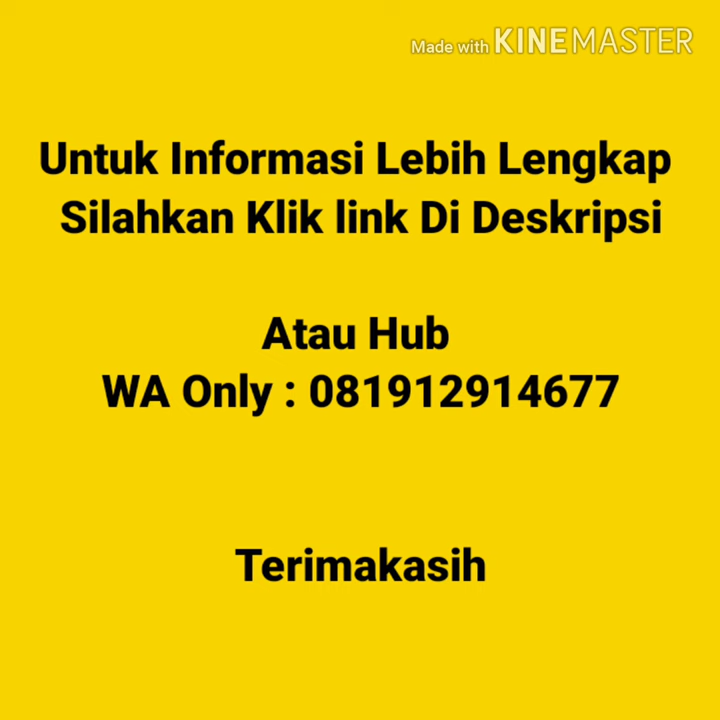 Made with KINEMASTER
Untuk Informasi Lebih Lengkap
Silahkan Klik link Di Deskripsi
Atau Hub
WA Only : 081912914677
Terimakasih